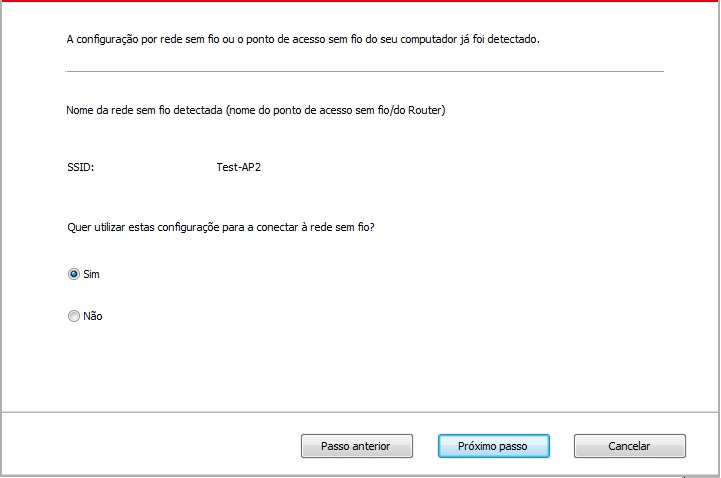 A configuração por rede sem fio ou o ponto de acesso sem fio do seu computador já foi detectado.
Nome da rede sem fio detectada (nome do ponto de acesso sem fio/do Router)
SSID: Test-AP2
Quer utilizar estas configuraçõe para a conectar à rede sem fio?
Sim
Não
Passo anterior Próximo passo Cancelar